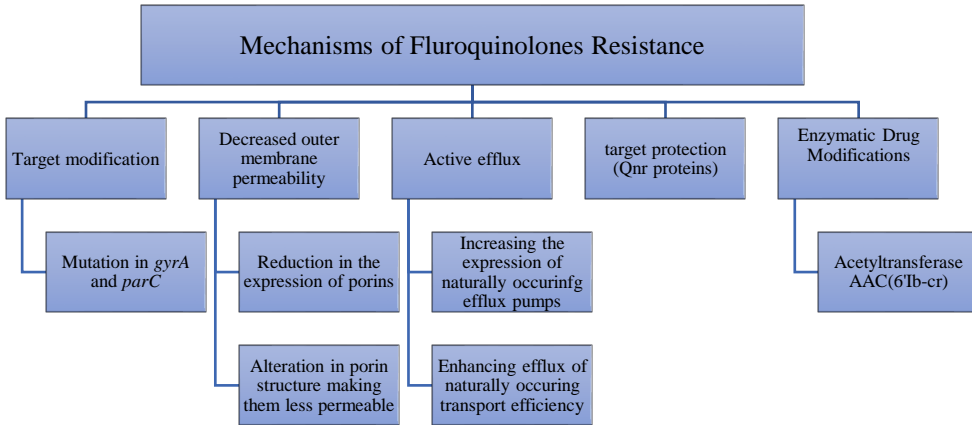 Mechanisms of Fluroquinolones Resistance
Target modification
Mutation in gyrA
and parC
Decreased outer
membrane
permeability
Reduction in the
expression of porins
Alteration in porin
structure making
them less permeable
Active efflux
Increasing the
expression of
naturally occurinfg
efflux pumps
Enhancing efflux of
naturally occuring
transport efficiency
target protection
(Qnr proteins)
Enzymatic Drug
Modifications
Acetyltransferase
AAC(6'Ib-cr)